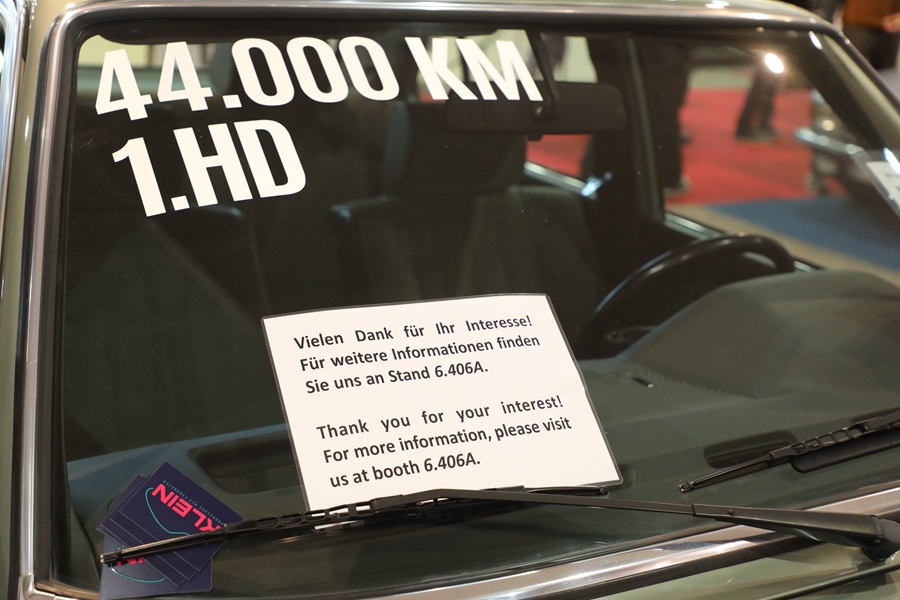 44.000 KM
1.HD
Vielen Dank für Ihr Interesse!
Für weitere Informationen finden
Sie uns an Stand 6.406A.
Thank you for your interest!
For more information, please visit
us at booth 6.406A.
KLEIN